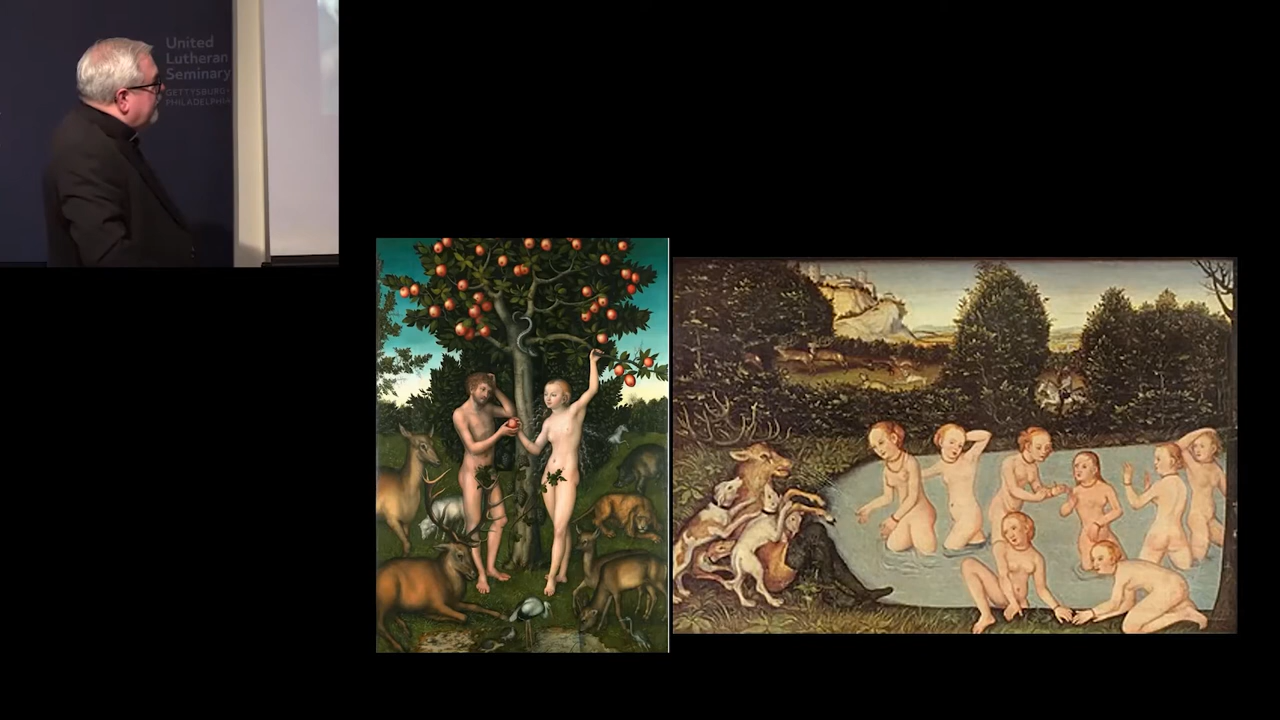 United
Lutheran
Seminary
GETTYSBURG+
PHILADELPHIA